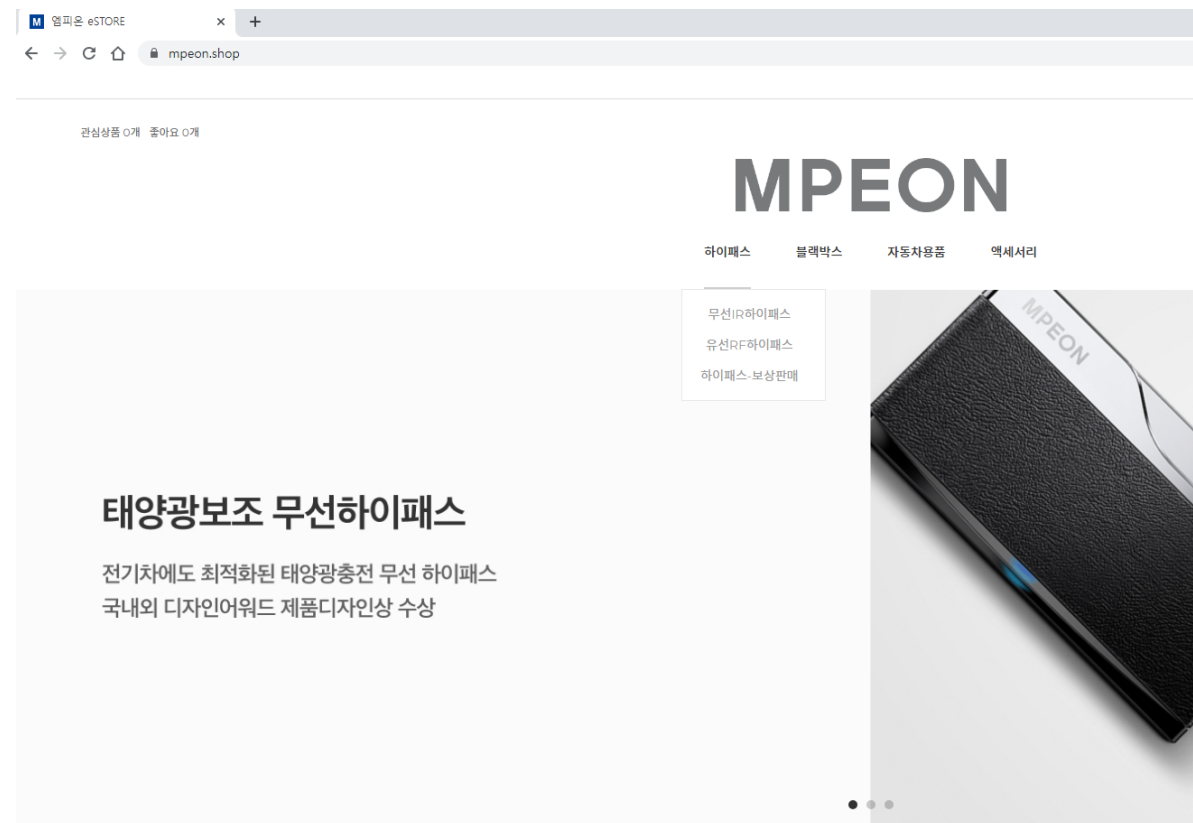 M 엠피온 eSTORE
mpeon.shop
관심상품 0개 좋아요 0개
MPEON
하이패스 블랙박스 자동차용품 액세서리
무선IR하이패스
유선RF하이패스
하이패스-보상판매
MPEON
태양광보조 무선하이패스
전기차에도 최적화된 태양광충전 무선 하이패스
국내외 디자인어워드 제품디자인상 수상